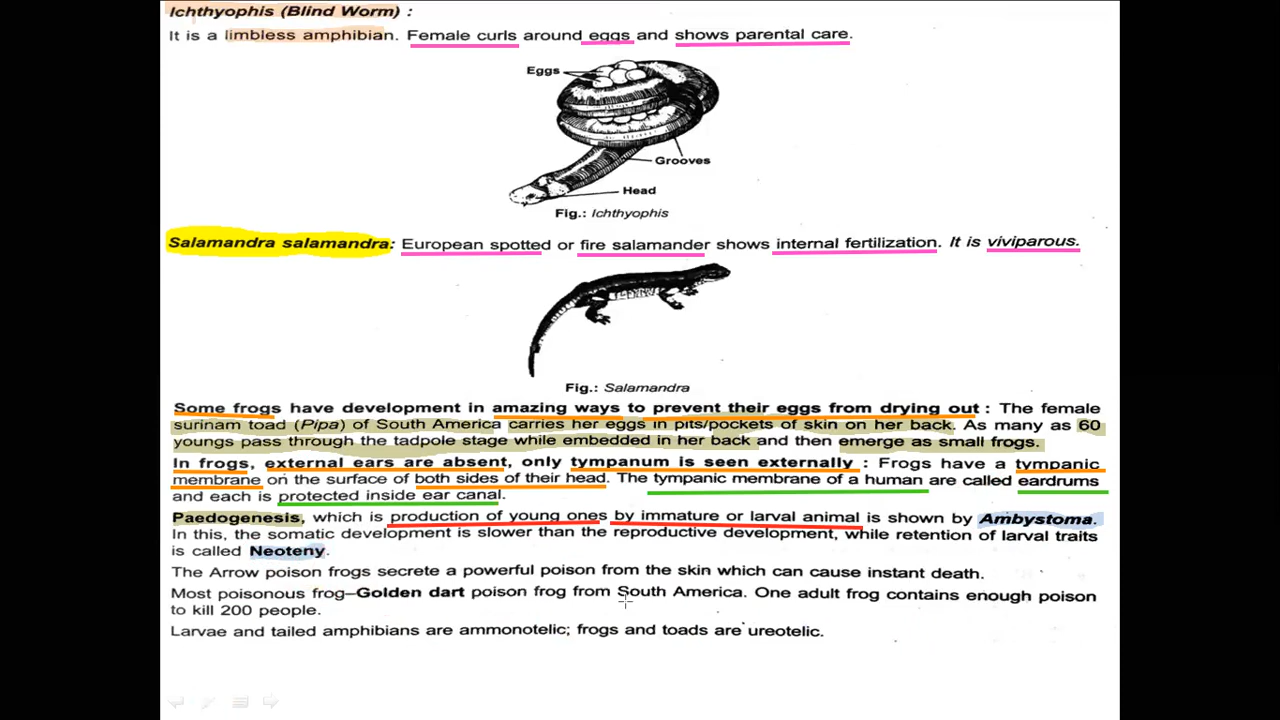 Ichthyophis (Blind Worm) :
It is a limbless amphibian. Female curls around eggs and shows parental care.
Eggs
Grooves
Head
Fig.: Ichthyophis
Salamandra salamandra: European spotted or fire salamander shows internal fertilization. It is viviparous.
Fig.: Salamandra
Some frogs have development in amazing ways to prevent their eggs from drying out : The female
surinam toad (Pipa) of South America carries her eggs in pits/pockets of skin on her back. As many as 60
youngs pass through the tadpole stage while embedded in her back and then emerge as small frogs.
In frogs, external ears are absent, only tympanum is seen externally : Frogs have a tympanic
membrane on the surface of both sides of their head. The tympanic membrane of a human are called eardrums
and each is protected inside ear canal.
Paedogenesis, which is production of young ones by immature or larval animal is shown by Ambystoma.
In this, the somatic development is slower than the reproductive development, while retention of larval traits
is called Neoteny.
The Arrow poison frogs secrete a powerful poison from the skin which can cause instant death.
Most poisonous frog–Golden dart poison frog from South America. One adult frog contains enough poison
to kill 200 people.
Larvae and tailed amphibians are ammonotelic; frogs and toads are ureotelic.